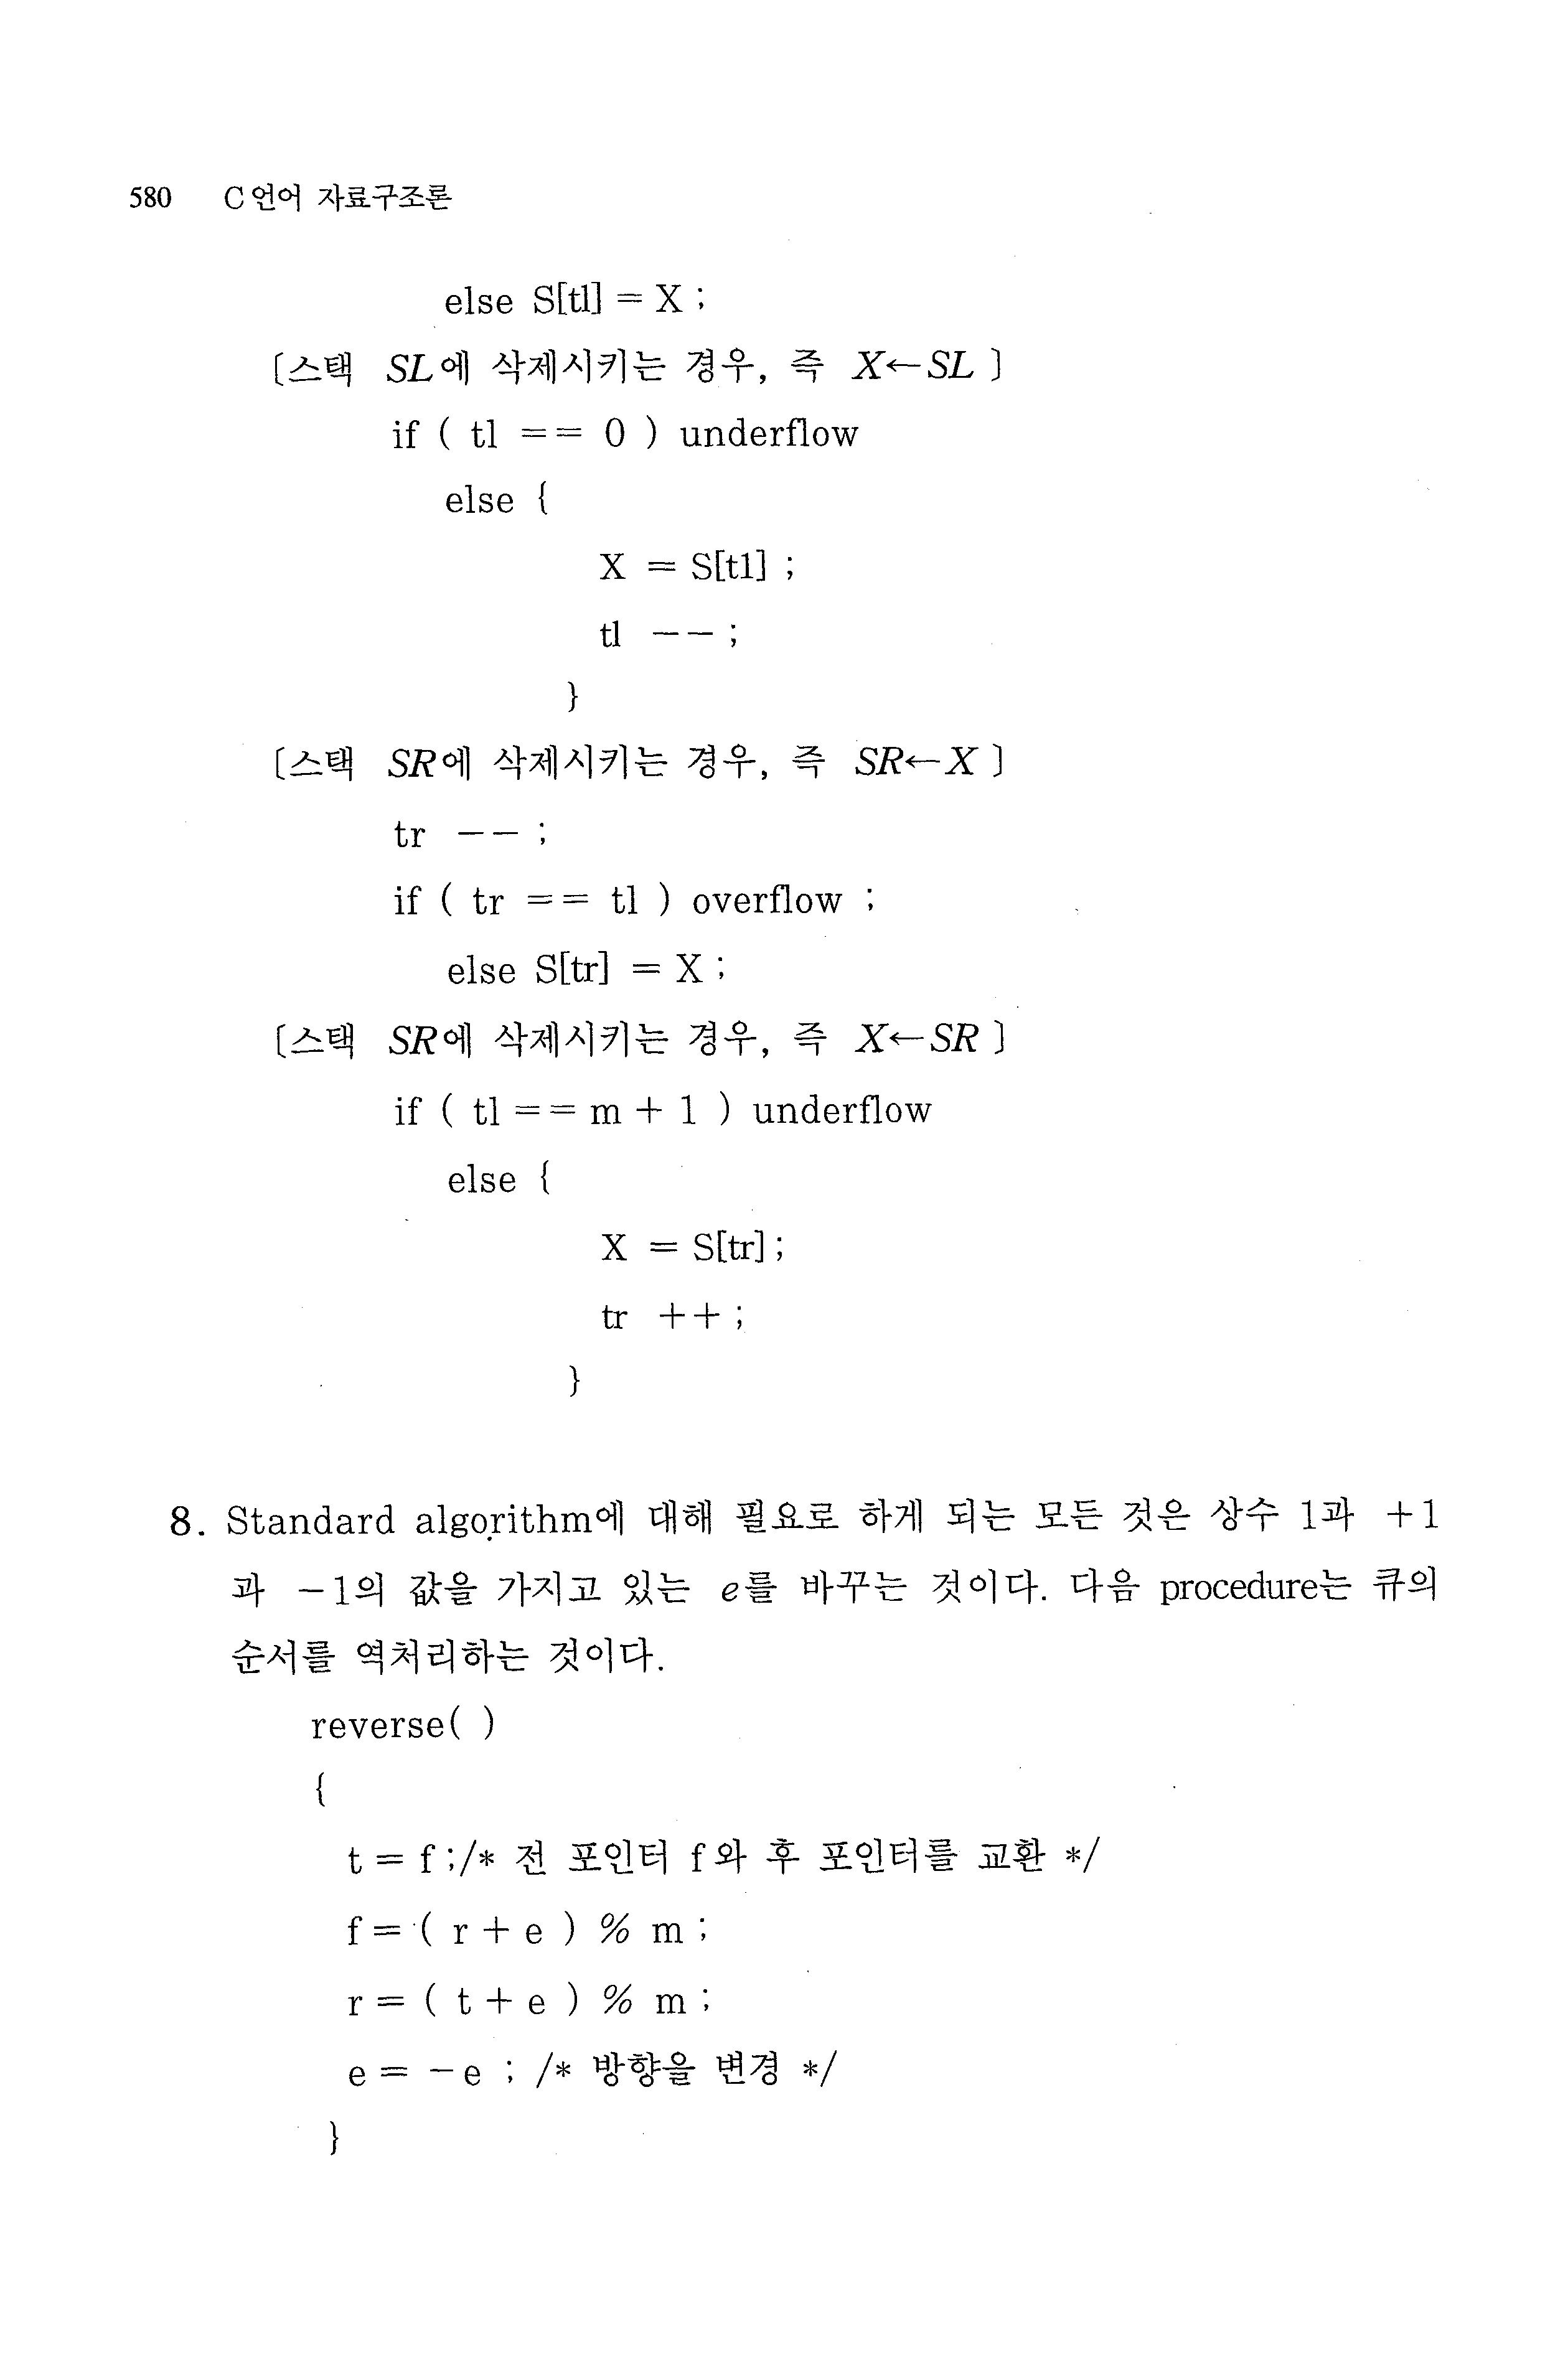 580 C 언어 자료구조론
else S[tl] = X ;
〔스택 SL에 삭제시키는 경우, 즉 X←SL〕
if ( tl == 0 ) underflow
else {
X = S[tl] ;
tl -- ;
}
〔스택 SR에 삭제시키는 경우, 즉 SR←X〕
tr -- ;
if ( tr == tl ) overflow ;
else S[tr] = X ;
〔스택 SR에 삭제시키는 경우, 즉 X←SR〕
if ( tl == m + 1 ) underflow
else {
X = S[tr] ;
tr ++ ;
}
8. Standard algorithm에 대해 필요로 하게 되는 모든 것은 상수 1과 +1
과 -1의 값을 가지고 있는 e를 바꾸는 것이다. 다음 procedure는 큐의
순서를 역처리하는 것이다.
reverse( )
{
t = f ;/* 전 포인터 f와 후 포인터를 교환 */
f = ( r + e ) % m ;
r = ( t + e ) % m ;
e = -e ; /* 방향을 변경 */
}